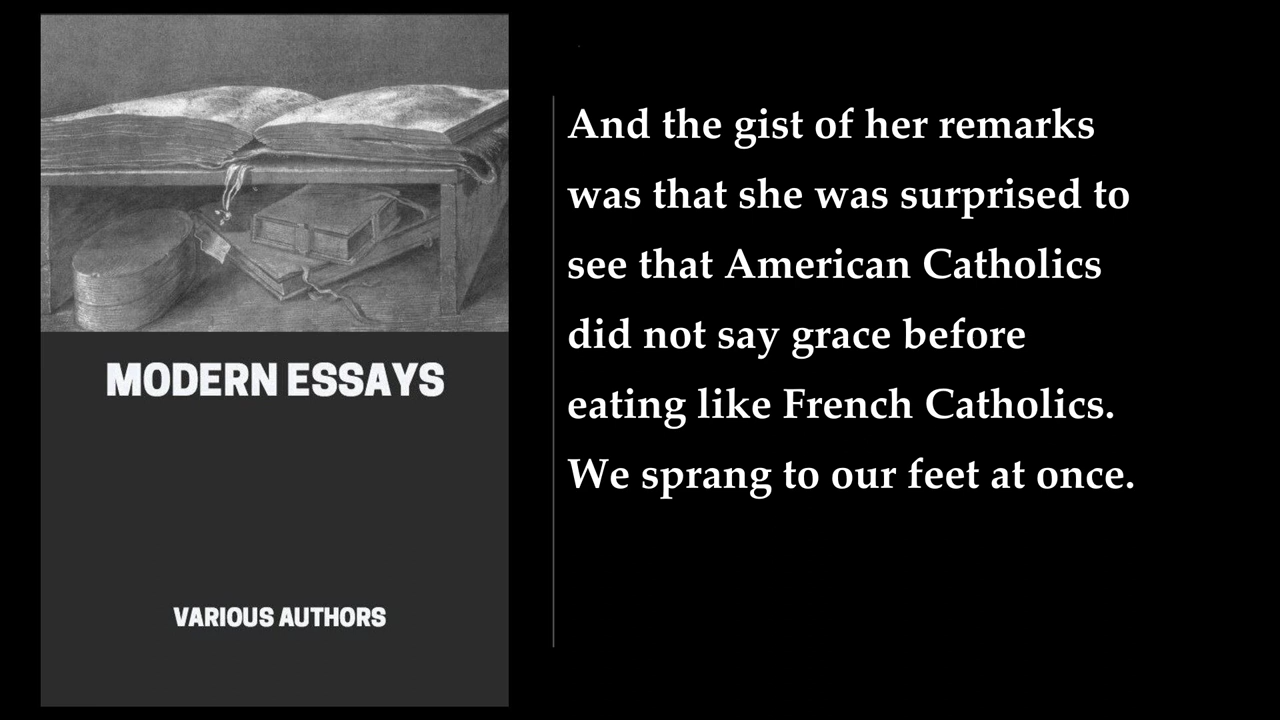 MODERN ESSAYS
VARIOUS AUTHORS
And the gist of her remarks
was that she was surprised to
see that American Catholics
did not say grace before
eating like French Catholics.
We sprang to our feet at once.